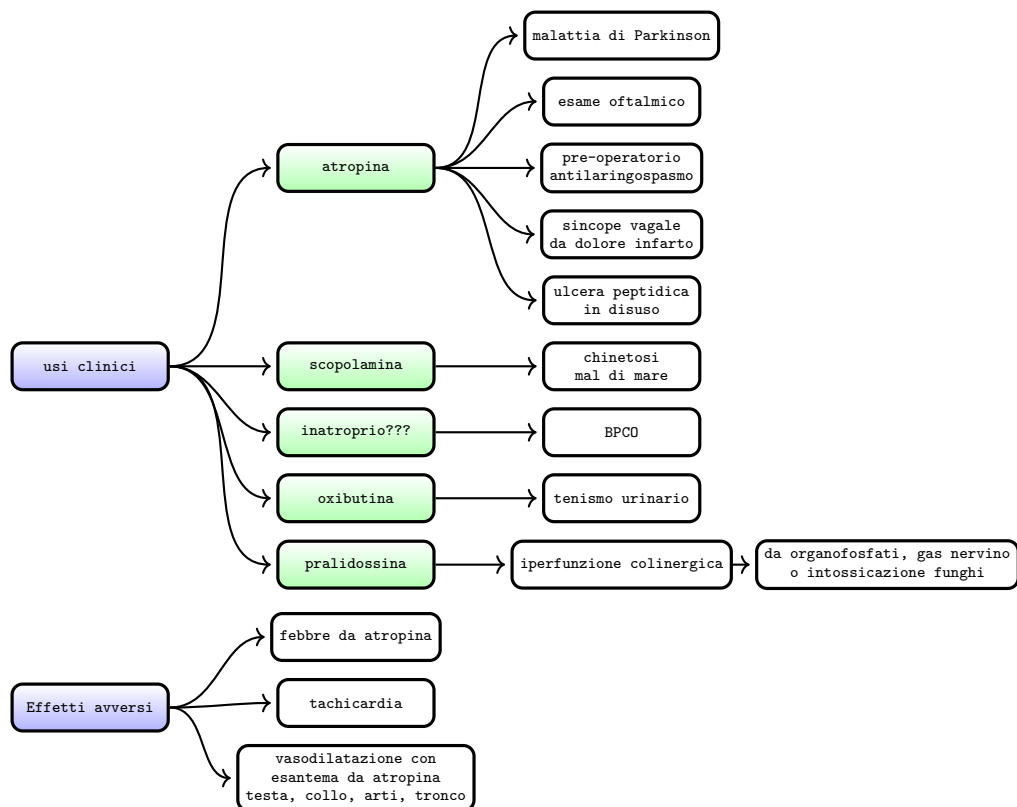 malattia di Parkinson
esame oftalmico
atropina
pre-operatorio
antilaringospasmo
sincope vagale
da dolore infarto
ulcera peptidica
in disuso
usi clinici
scopolamina
chinetosi
mal di mare
inatroprio???
BPCO
oxibutina
tenismo urinario
pralidossina
iperfunzione colinergica
da organofosfati, gas nervino
o intossicazione funghi
febbre da atropina
Effetti avversi
tachicardia
vasodilatazione con
esantema da atropina
testa, collo, arti, tronco